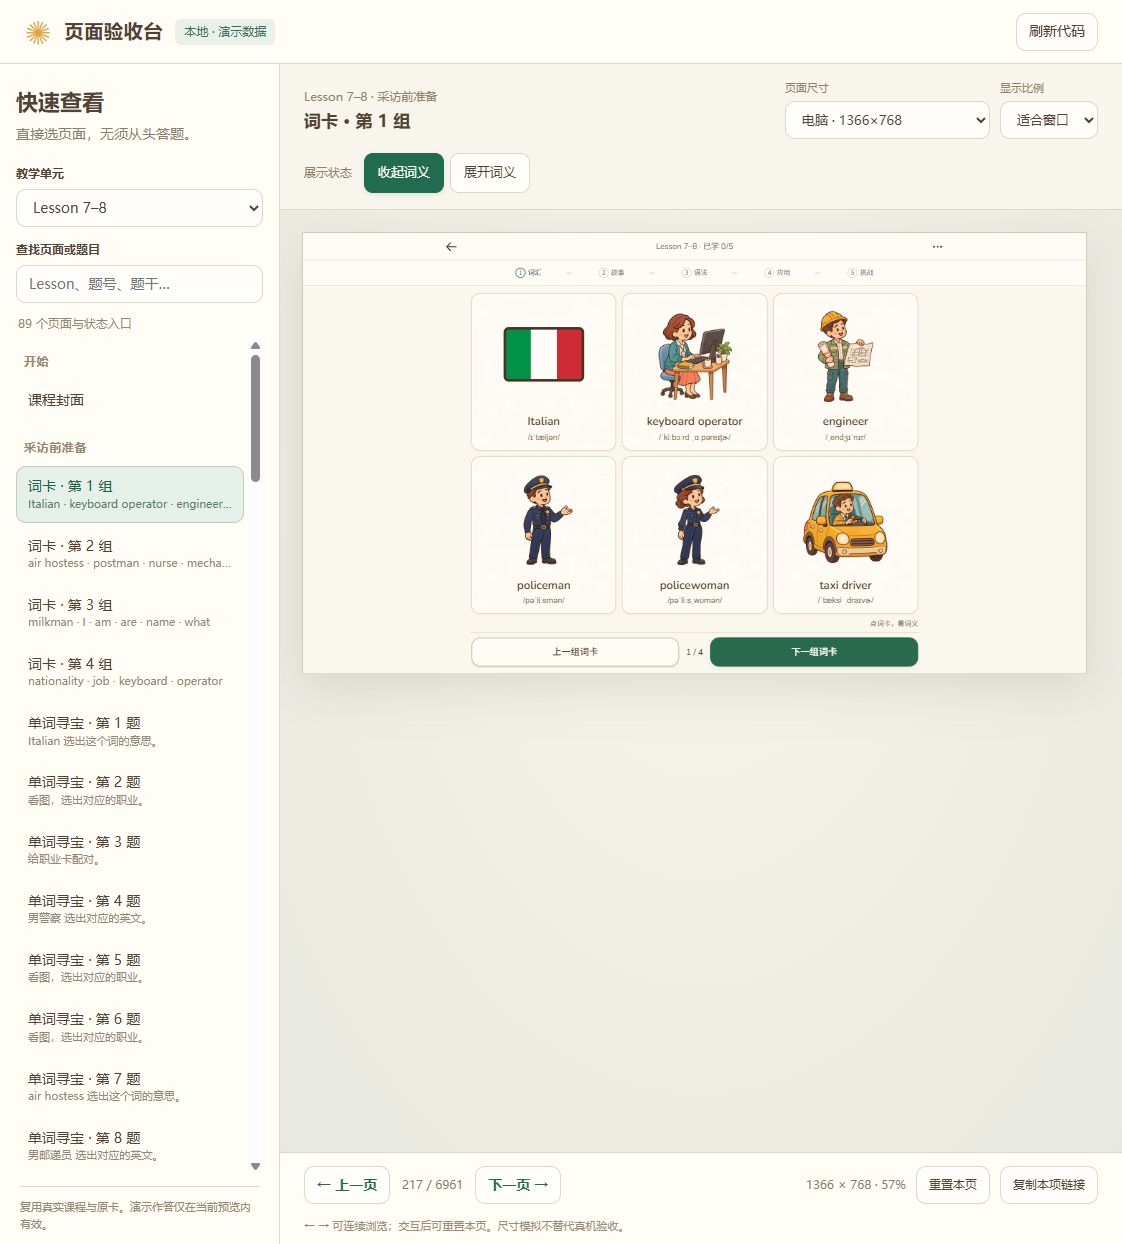 页面验收台
本地 · 演示数据
刷新代码
快速查看
直接选页面，无须从头答题。
教学单元
Lesson 7–8
查找页面或题目
Lesson、题号、题干...
89 个页面与状态入口
开始
课程封面
采访前准备
词卡 · 第 1 组
Italian · keyboard operator · engineer...
词卡 · 第 2 组
air hostess · postman · nurse · mecha...
词卡 · 第 3 组
milkman · I · am · are · name · what
词卡 · 第 4 组
nationality · job · keyboard · operator
单词寻宝 · 第 1 题
Italian 选出这个词的意思。
单词寻宝 · 第 2 题
看图，选出对应的职业。
单词寻宝 · 第 3 题
给职业卡配对。
单词寻宝 · 第 4 题
男警察 选出对应的英文。
单词寻宝 · 第 5 题
看图，选出对应的职业。
单词寻宝 · 第 6 题
看图，选出对应的职业。
单词寻宝 · 第 7 题
air hostess 选出这个词的意思。
单词寻宝 · 第 8 题
男邮递员 选出对应的英文。
复用真实课程与原卡。演示作答仅在当前预览内
有效。
Lesson 7–8 · 采访前准备
词卡 • 第 1 组
页面尺寸
电脑 · 1366×768
显示比例
适合窗口
展示状态
收起词义
展开词义
← Lesson 7–8 · 已学 0/5 ···
1 词汇 – 2 故事 – 3 语法 – 4 应用 – 5 挑战
Italian
/ɪˈtæljən/
keyboard operator
/ˈkiːbɔːrd ˌɑːpəreɪt̬ɚ/
engineer
/ˌendʒɪˈnɪr/
policeman
/pəˈliːsmən/
policewoman
/pəˈliːsˌwʊmən/
taxi driver
/ˈtæksi ˌdraɪvɚ/
点词卡，看词义
上一组词卡
1 / 4
下一组词卡
← 上一页
217 / 6961
下一页 →
1366 × 768 · 57%
重置本页
复制本项链接
← → 可连续浏览；交互后可重置本页。尺寸模拟不替代真机验收。